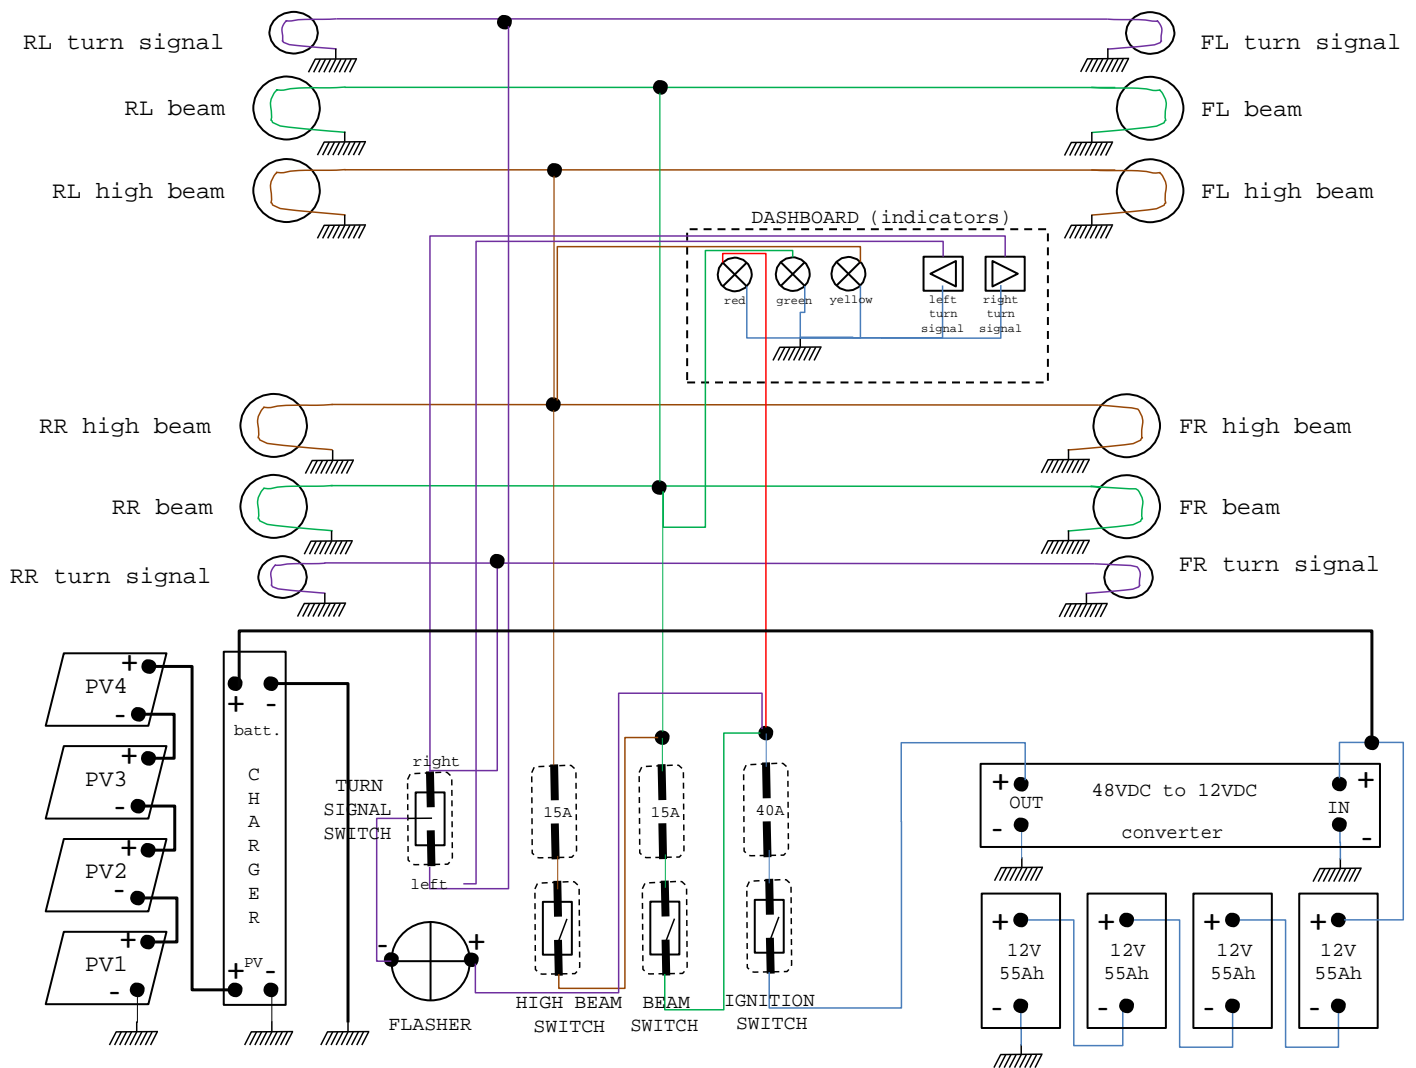 RL turn signal
FL turn signal
RL beam
FL beam
RL high beam
FL high beam
DASHBOARD (indicators)
red
green
yellow
left
turn
signal
right
turn
signal
RR high beam
FR high beam
RR beam
FR beam
RR turn signal
FR turn signal
PV4
+
-
PV3
+
-
PV2
+
-
PV1
+
-
+
-
batt.
CHARGER
+
PV
-
TURN
SIGNAL
SWITCH
right
left
-
+
FLASHER
15A
15A
40A
HIGH BEAM
SWITCH
BEAM
SWITCH
IGNITION
SWITCH
+
OUT
-
48VDC to 12VDC
converter
+
IN
-
+
12V
55Ah
-
+
12V
55Ah
-
+
12V
55Ah
-
+
12V
55Ah
-